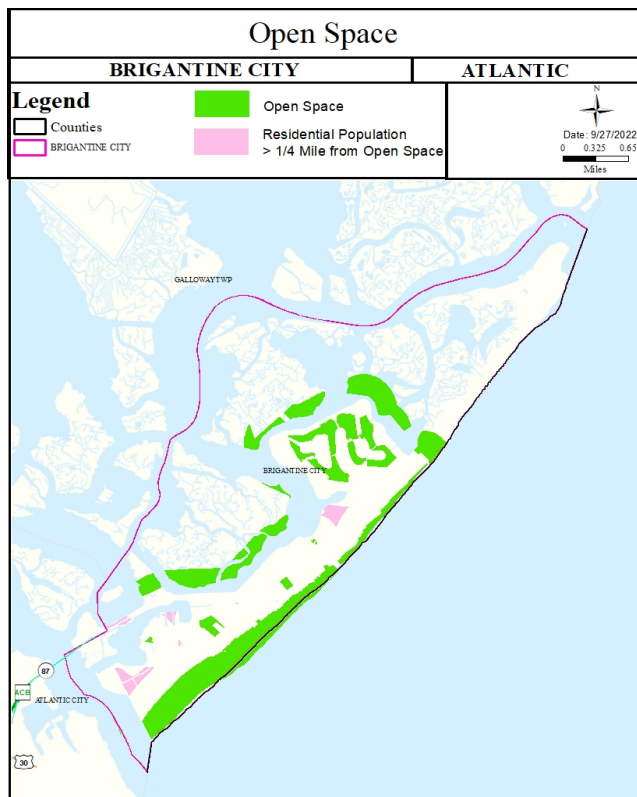 Open Space
BRIGANTINE CITY
ATLANTIC
Legend
Counties
BRIGANTINE CITY
Open Space
Residential Population
> 1/4 Mile from Open Space
N
Date: 9/27/2022
0 0.325 0.65
Miles
GALLOWAY TWP
BRIGANTINE CITY
87
ACB
ATLANTIC CITY
30